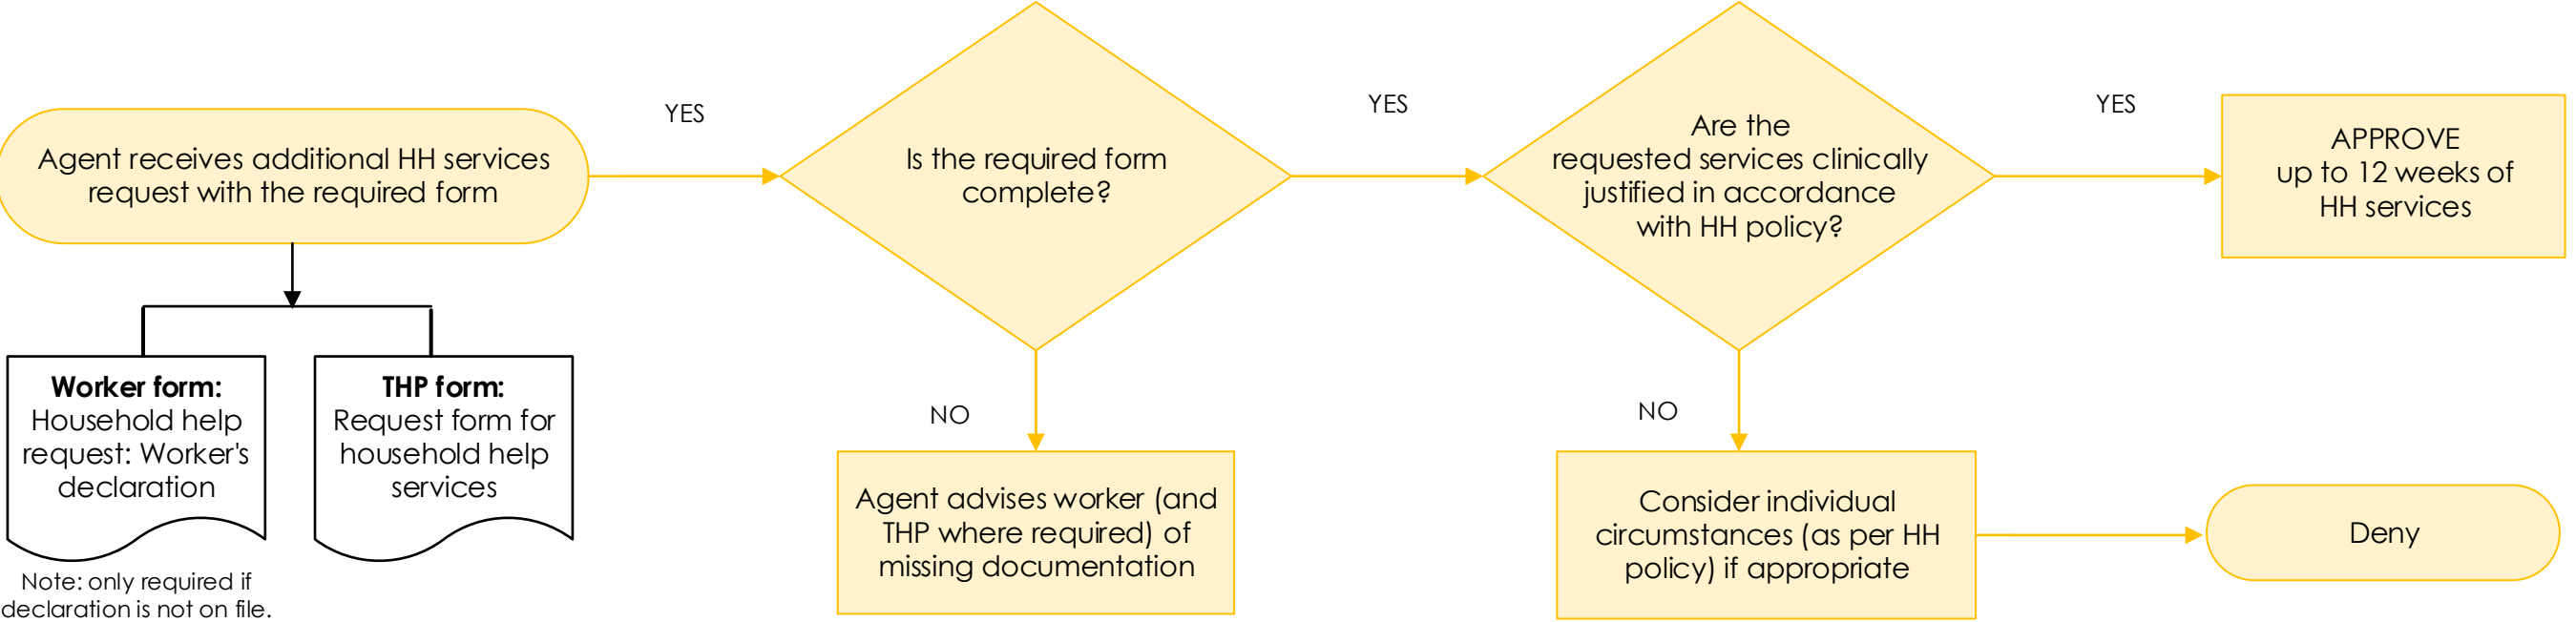 Agent receives additional HH services
request with the required form
YES
Is the required form
complete?
YES
Are the
requested services clinically
justified in accordance
with HH policy?
YES
APPROVE
up to 12 weeks of
HH services
Worker form:
Household help
request: Worker's
declaration
Note: only required if
declaration is not on file.
THP form:
Request form for
household help
services
NO
Agent advises worker (and
THP where required) of
missing documentation
NO
Consider individual
circumstances (as per HH
policy) if appropriate
Deny